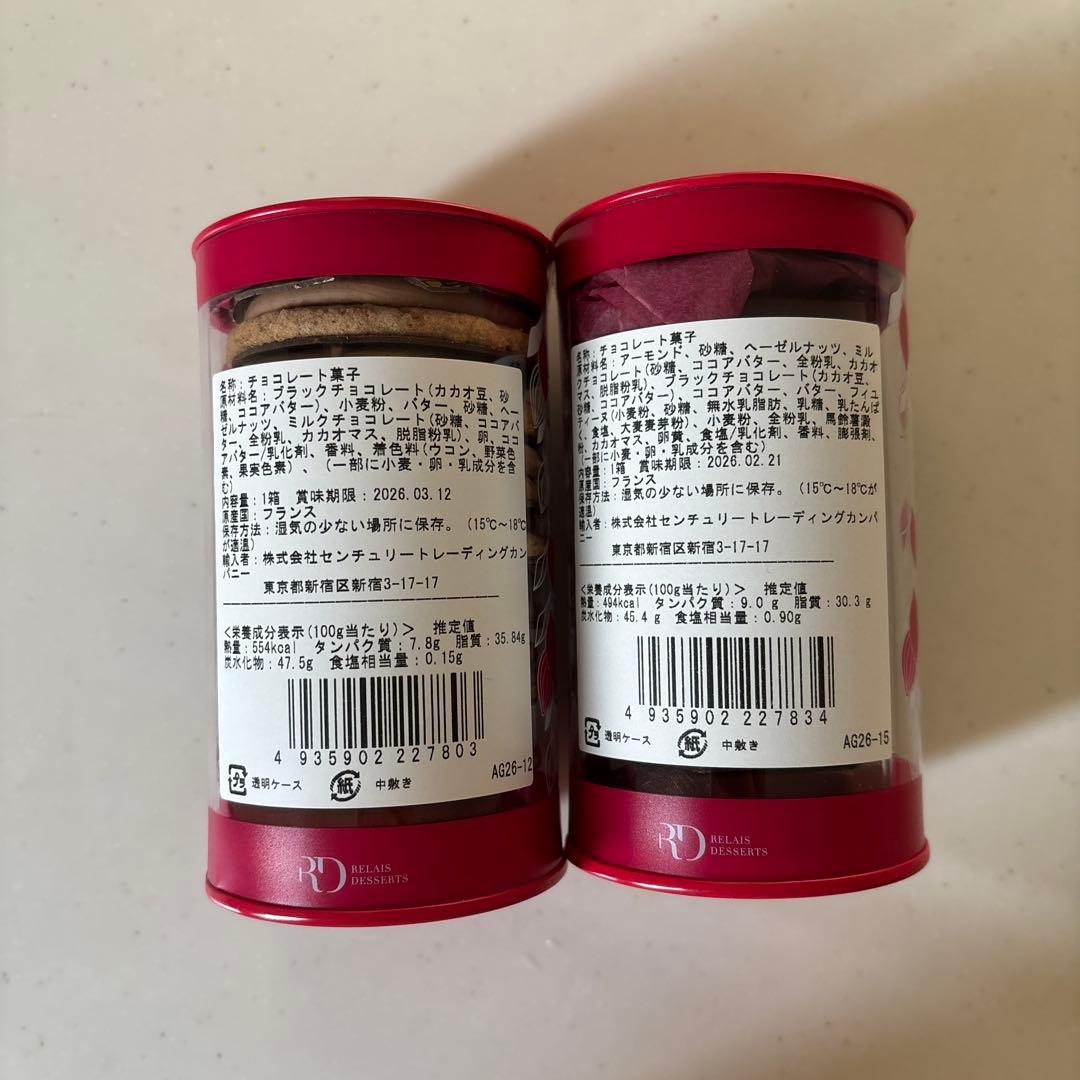 名称：チョコレート菓子
原材料名：ブラックチョコレート(カカオ豆、砂
糖、ココアバター)、小麦粉、バター、砂糖、ヘー
ゼルナッツ、ミルクチョコレート(砂糖、ココアバ
ター、全粉乳、カカオマス、脱脂粉乳)、卵、ココ
アバター/乳化剤、香料、着色料(ウコン、野菜色
素、果実色素)、(一部に小麦・卵・乳成分を含
む)
内容量：1箱 賞味期限：2026.03.12
原産国：フランス
保存方法：湿気の少ない場所に保存。(15℃～18℃
が適温)
輸入者：株式会社センチュリートレーディングカン
パニー
東京都新宿区新宿3-17-17
<栄養成分表示(100g当たり)> 推定値
熱量：554kcal タンパク質：7.8g 脂質：35.84g
炭水化物：47.5g 食塩相当量：0.15g
4 935902 227803
プラ 透明ケース 紙 中敷き AG26-12
RD RELAIS
DESSERTS
名称：チョコレート菓子
原材料名：アーモンド、砂糖、ヘーゼルナッツ、ミル
クチョコレート(砂糖、ココアバター、全粉乳、カカオ
マス、脱脂粉乳)、ブラックチョコレート(カカオ豆、
砂糖、ココアバター)、ココアバター、バター、フィユ
ティーヌ(小麦粉、砂糖、無水乳脂肪、乳糖、乳たんぱ
く、食塩、大麦麦芽粉)、小麦粉、全粉乳、馬鈴薯澱
粉、カカオマス、卵黄、食塩/乳化剤、香料、膨張剤、
(一部に小麦・卵・乳成分を含む)
内容量：1箱 賞味期限：2026.02.21
原産国：フランス
保存方法：湿気の少ない場所に保存。(15℃～18℃が
適温)
輸入者：株式会社センチュリートレーディングカンパ
ニー
東京都新宿区新宿3-17-17
<栄養成分表示(100g当たり)> 推定値
熱量：494kcal タンパク質：9.0 g 脂質：30.3 g
炭水化物：45.4 g 食塩相当量：0.90g
4 935902 227834
プラ 透明ケース 紙 中敷き AG26-15
RD RELAIS
DESSERTS